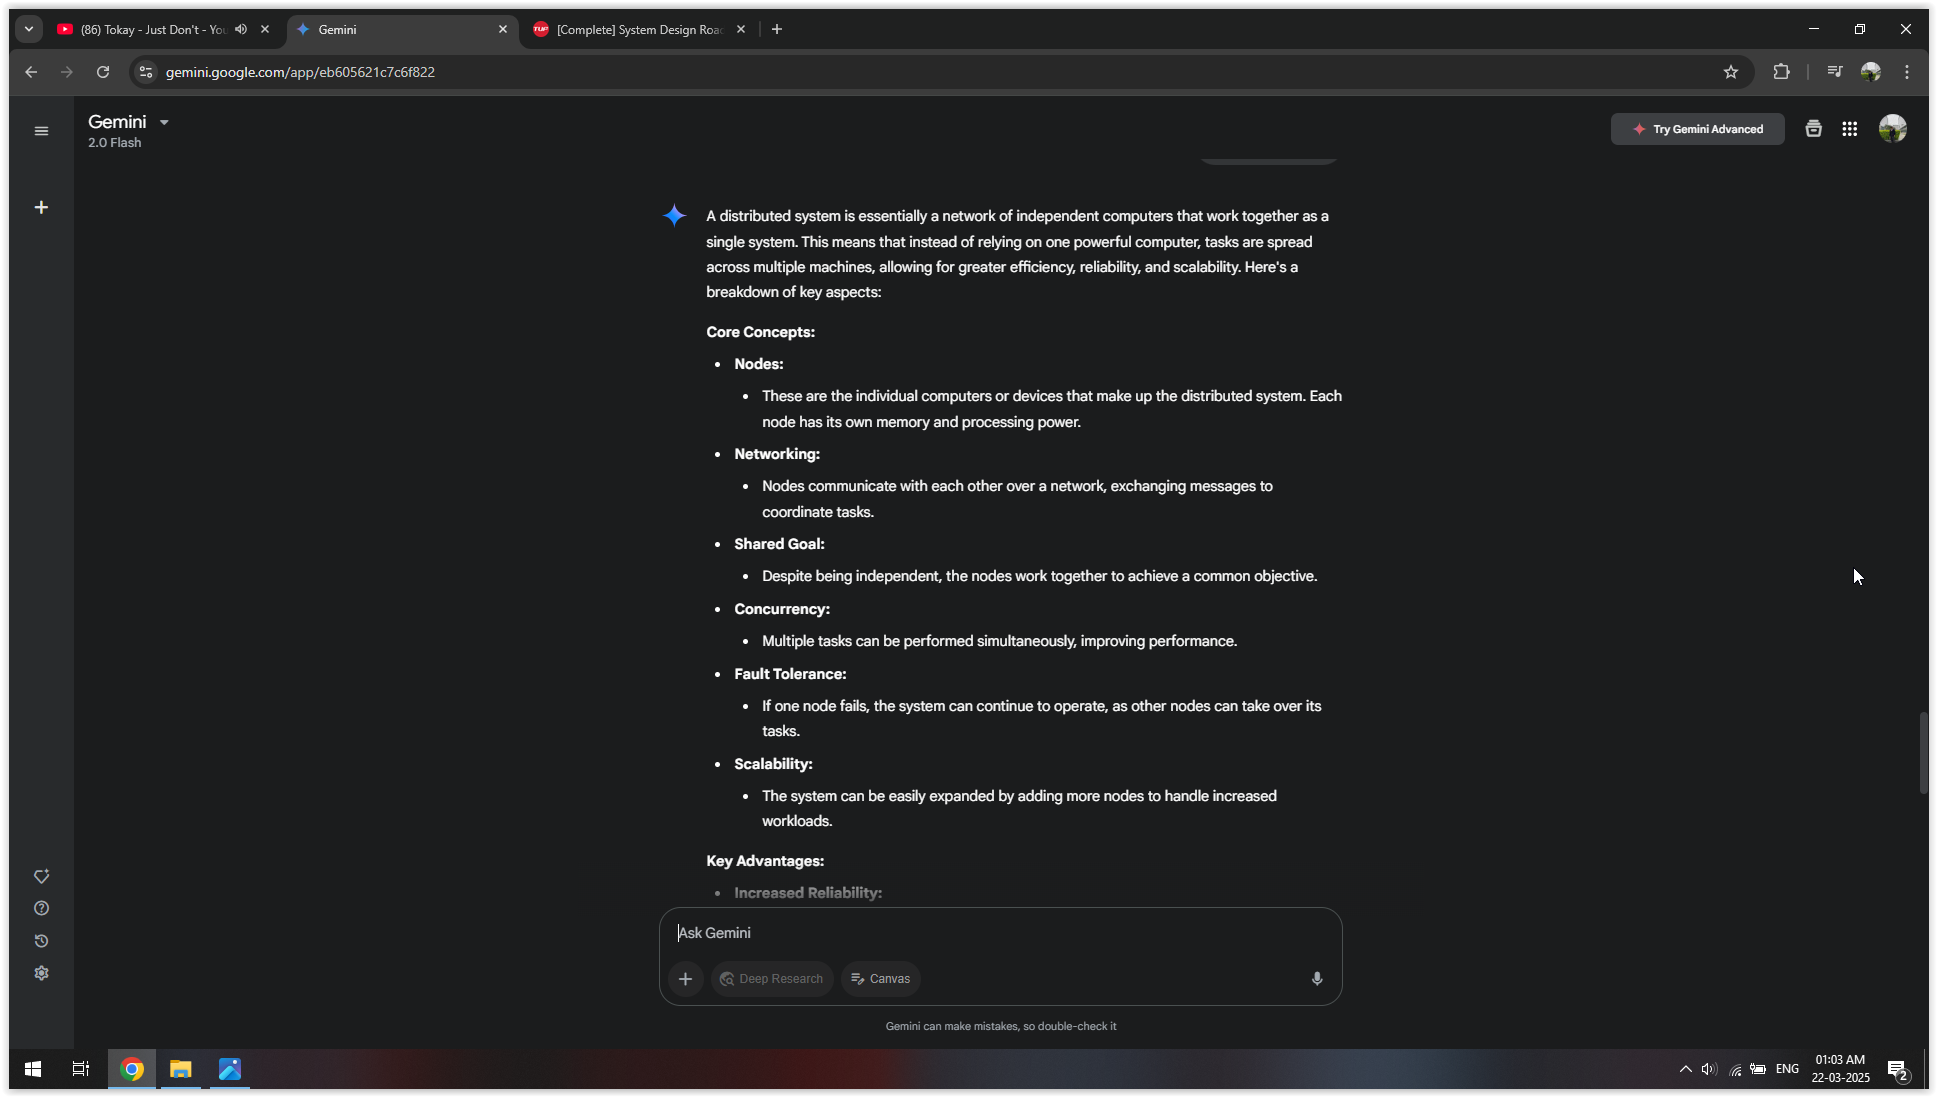 (86) Tokay - Just Don't - You
Gemini
TUF
[Complete] System Design Road
gemini.google.com/app/eb605621c7c6f822
Gemini
2.0 Flash
Try Gemini Advanced
A distributed system is essentially a network of independent computers that work together as a
single system. This means that instead of relying on one powerful computer, tasks are spread
across multiple machines, allowing for greater efficiency, reliability, and scalability. Here's a
breakdown of key aspects:
Core Concepts:
• Nodes:
• These are the individual computers or devices that make up the distributed system. Each
node has its own memory and processing power.
• Networking:
• Nodes communicate with each other over a network, exchanging messages to
coordinate tasks.
• Shared Goal:
• Despite being independent, the nodes work together to achieve a common objective.
• Concurrency:
• Multiple tasks can be performed simultaneously, improving performance.
• Fault Tolerance:
• If one node fails, the system can continue to operate, as other nodes can take over its
tasks.
• Scalability:
• The system can be easily expanded by adding more nodes to handle increased
workloads.
Key Advantages:
• Increased Reliability:
Ask Gemini
Deep Research
Canvas
Gemini can make mistakes, so double-check it
ENG
01:03 AM
22-03-2025
2